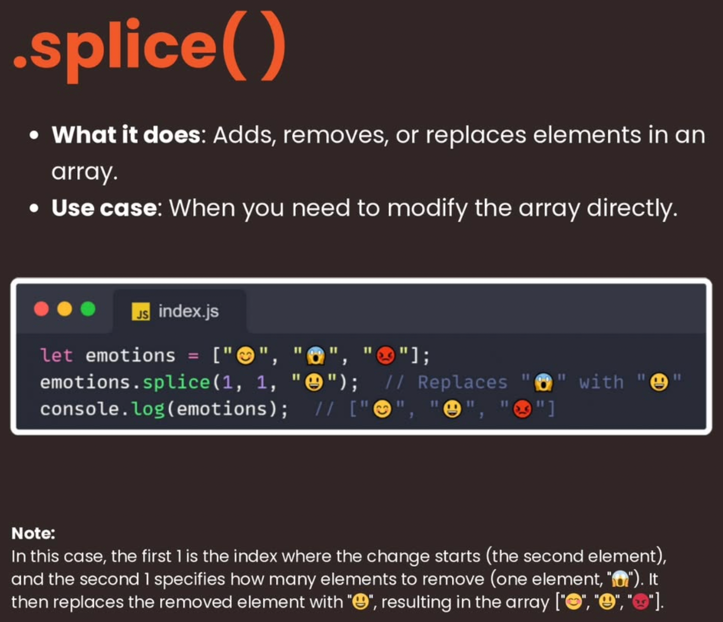 .splice( )
• What it does: Adds, removes, or replaces elements in an
array.
• Use case: When you need to modify the array directly.
JS index.js
let emotions = ["😊", "😱", "😡"];
emotions.splice(1, 1, "😃");  // Replaces "😱" with "😃"
console.log(emotions);  // ["😊", "😃", "😡"]
Note:
In this case, the first 1 is the index where the change starts (the second element),
and the second 1 specifies how many elements to remove (one element, "😱"). It
then replaces the removed element with "😃", resulting in the array ["😊", "😃", "😡"].